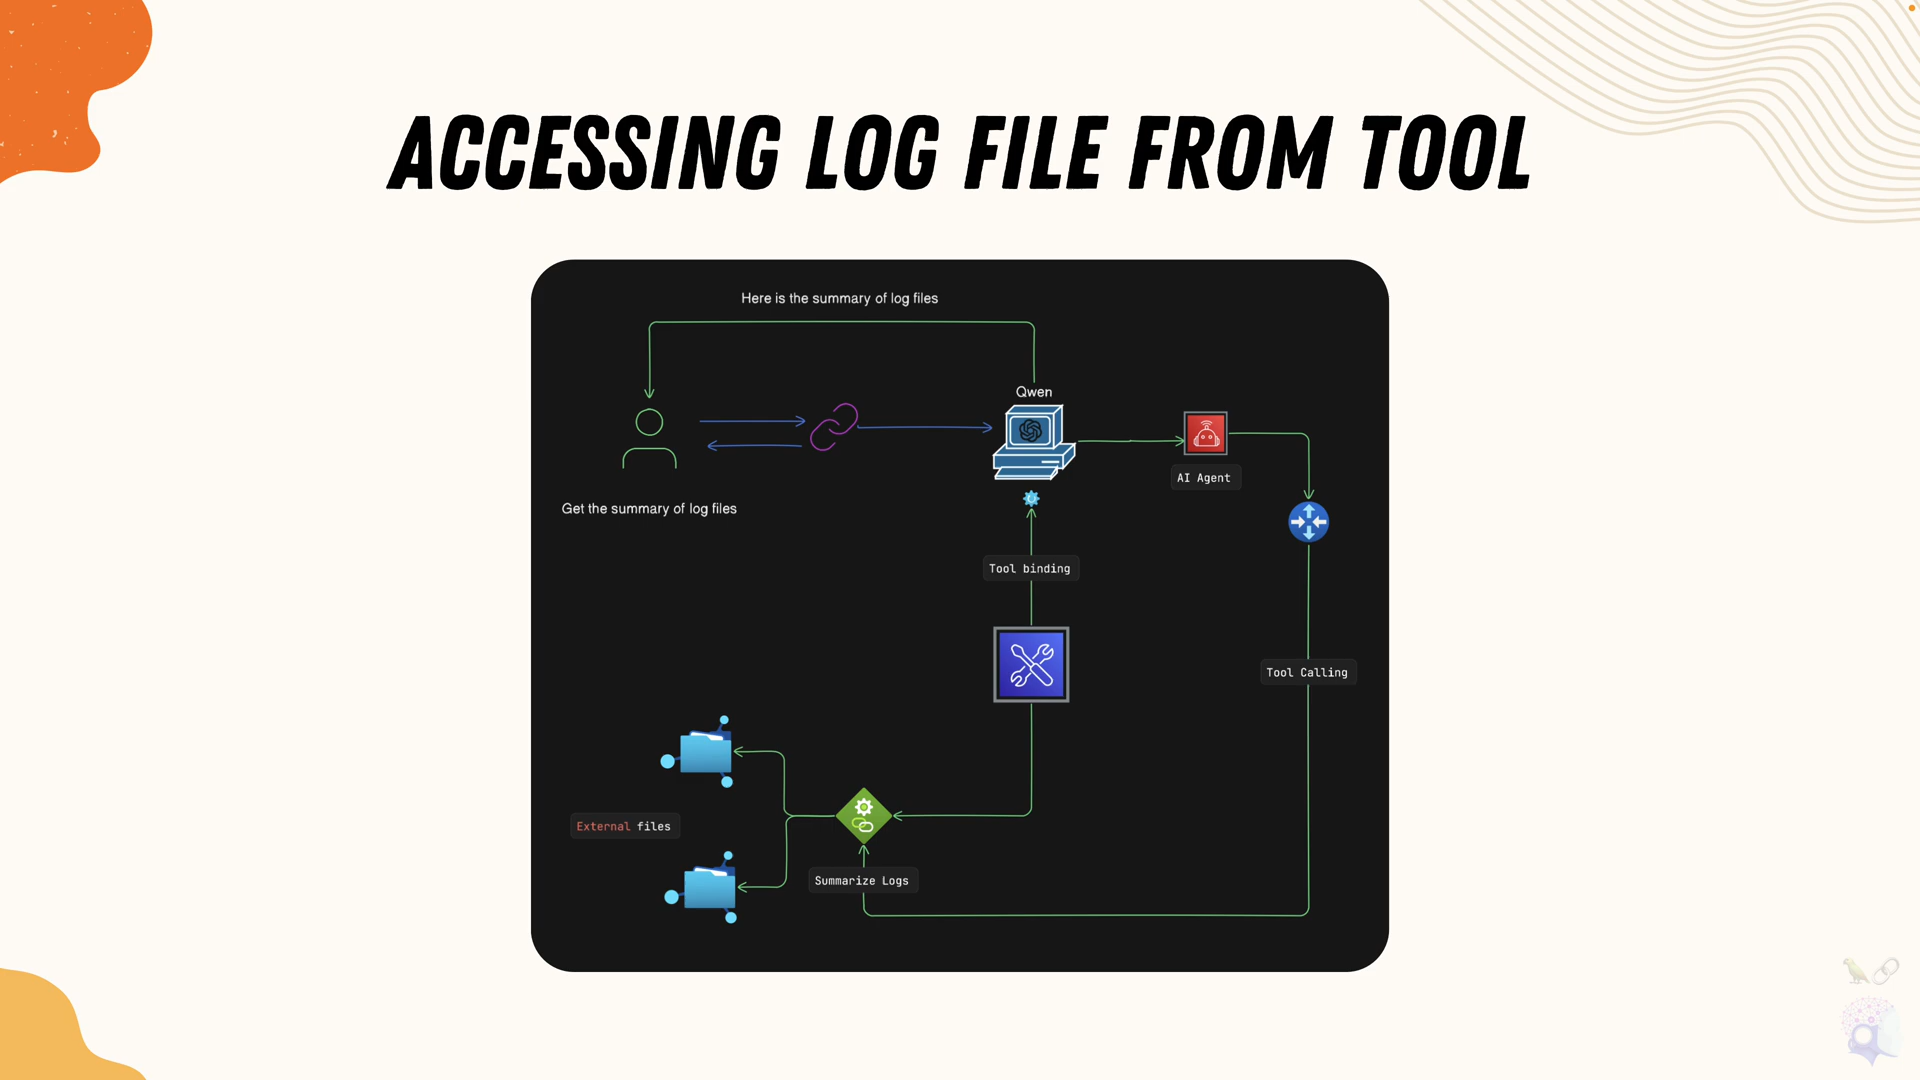 ACCESSING LOG FILE FROM TOOL
Here is the summary of log files
Qwen
AI Agent
Get the summary of log files
Tool binding
Tool Calling
External files
Summarize Logs